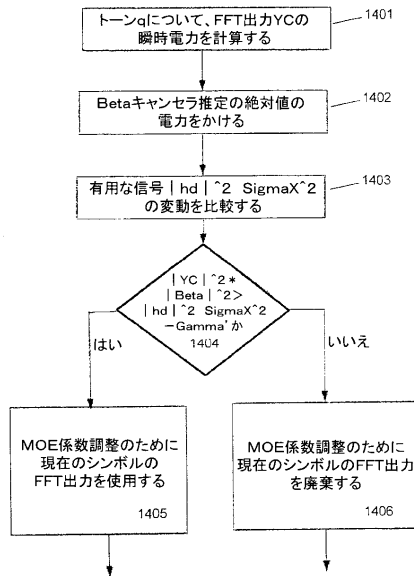 トーンqについて、FFT出力YCの
瞬時電力を計算する
1401
Betaキャンセラ推定の絶対値の
電力をかける
1402
有用な信号|hd|^2 SigmaX^2
の変動を比較する
1403
|YC|^2*
|Beta|^2>
|hd|^2 SigmaX^2
-Gamma'か
1404
はい
いいえ
MOE係数調整のために
現在のシンボルの
FFT出力を使用する
1405
MOE係数調整のために
現在のシンボルのFFT出力
を廃棄する
1406